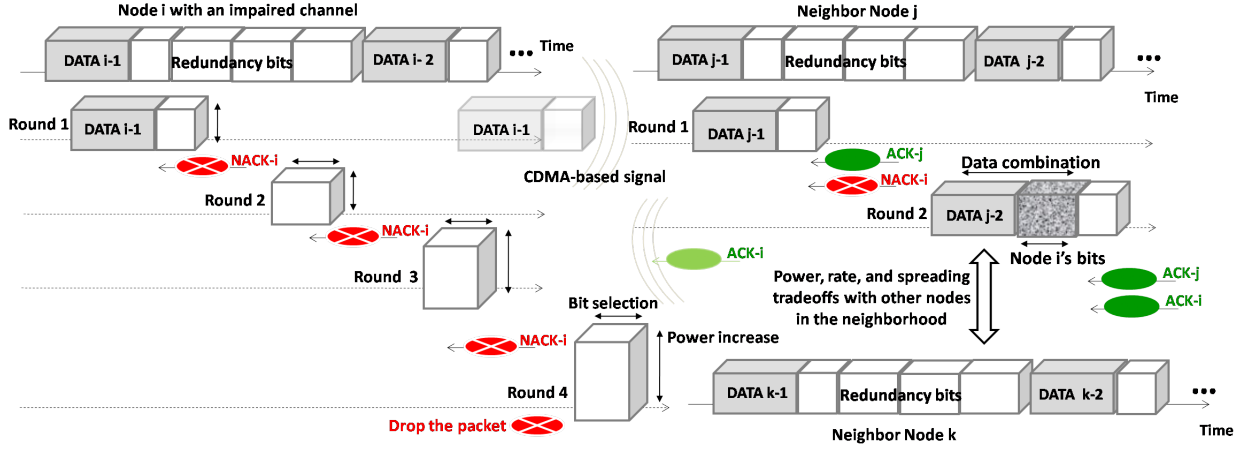 Node i with an impaired channel
DATA i-1
Redundancy bits
DATA i- 2
...
Time
Round 1
DATA i-1
DATA i-1
NACK-i
CDMA-based signal
Round 2
NACK-i
Round 3
ACK-i
Bit selection
NACK-i
Power increase
Round 4
Drop the packet
Neighbor Node j
DATA j-1
Redundancy bits
DATA j-2
...
Time
Round 1
DATA j-1
ACK-j
NACK-i
Data combination
Round 2
DATA j-2
Node i's bits
Power, rate, and spreading
tradeoffs with other nodes
in the neighborhood
ACK-j
ACK-i
DATA k-1
Redundancy bits
DATA k-2
...
Time
Neighbor Node k